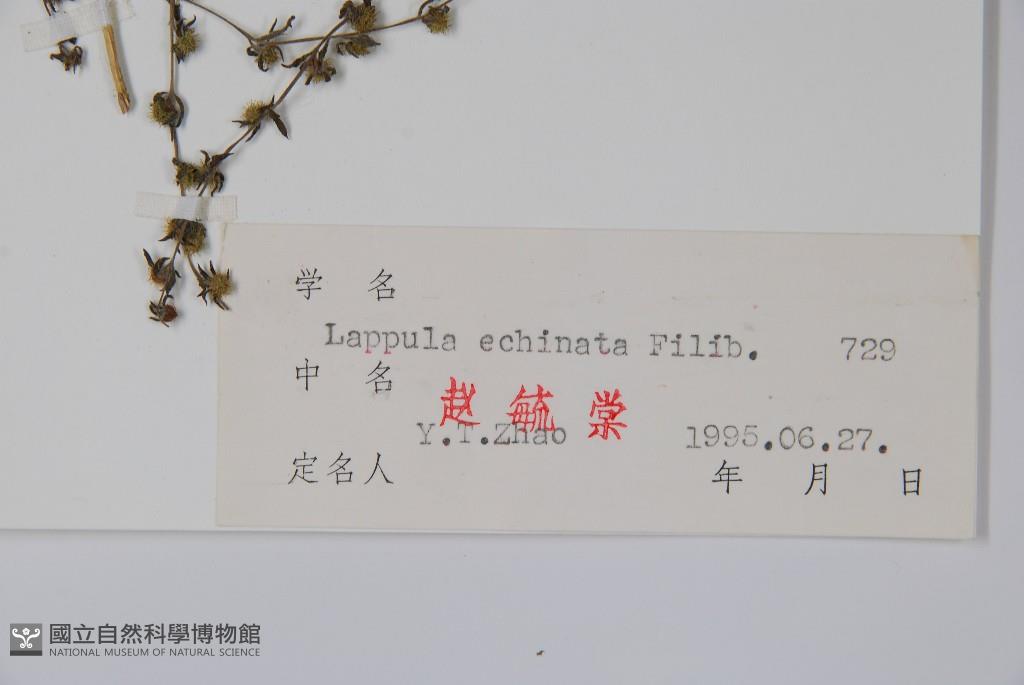 学 名
Lappula echinata Filib. 729
中 名
赵 毓 棠
Y.T.Zhao 1995.06.27.
定名人 年 月 日
國立自然科學博物館
NATIONAL MUSEUM OF NATURAL SCIENCE